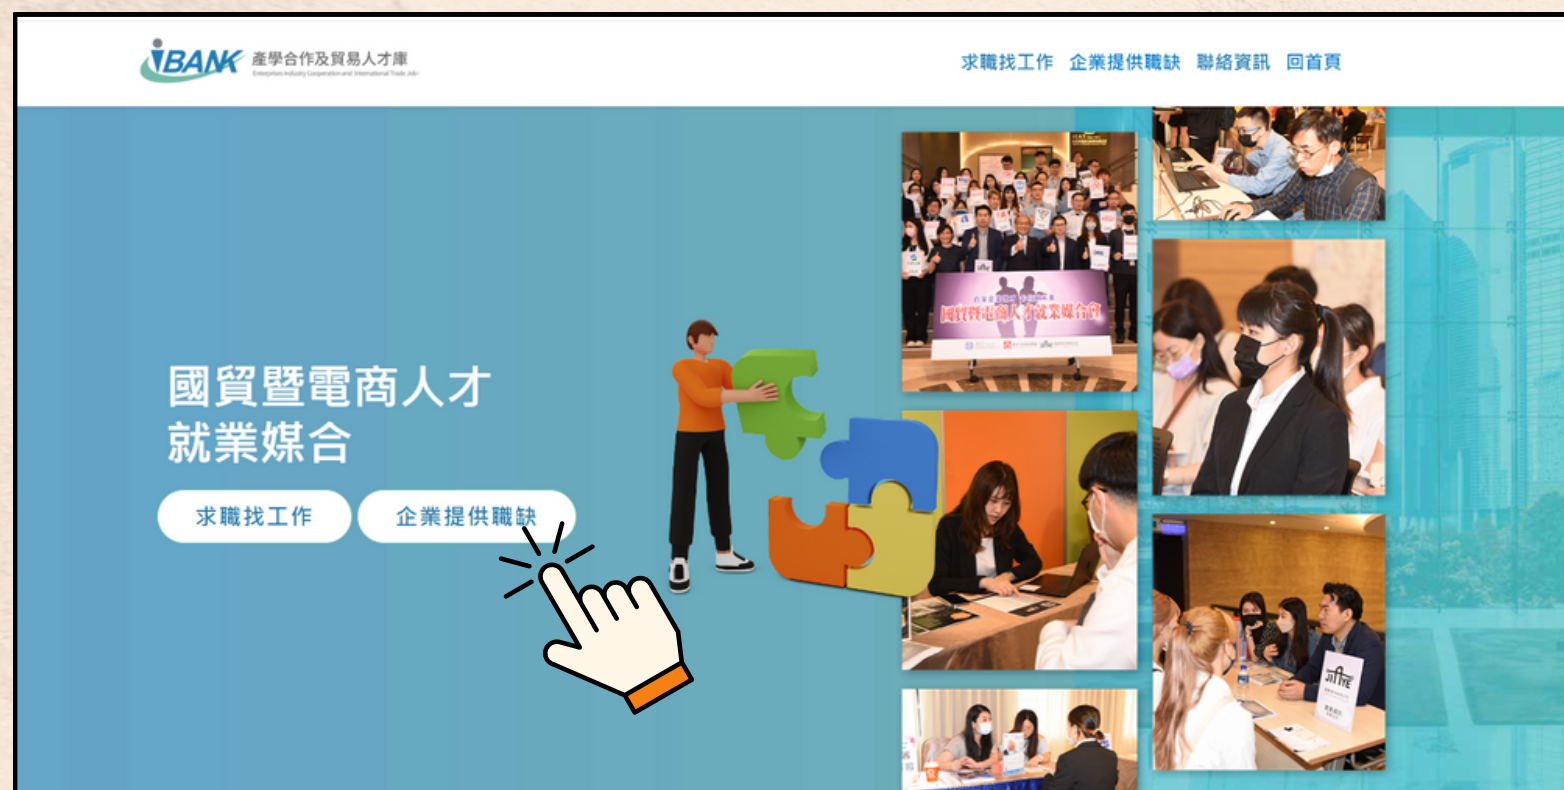 iBANK
產學合作及貿易人才庫
求職找工作 企業提供職缺 聯絡資訊 回首頁
國貿暨電商人才
就業媒合
求職找工作 企業提供職缺
國貿暨電商人才就業媒合會